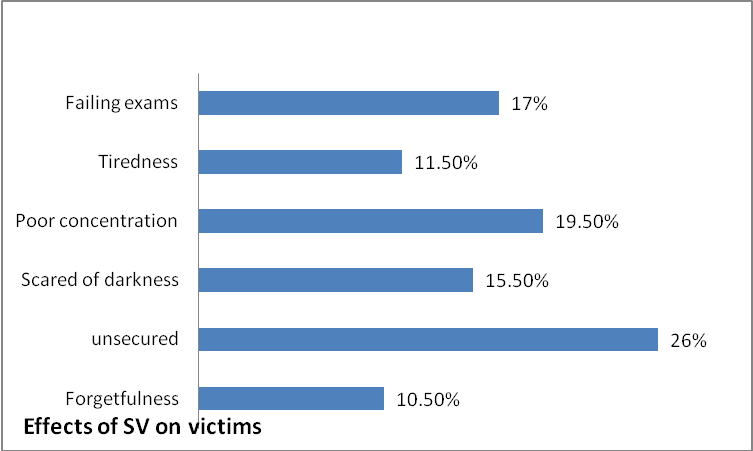 Failing exams 17%
Tiredness 11.50%
Poor concentration 19.50%
Scared of darkness 15.50%
unsecured 26%
Forgetfulness 10.50%
Effects of SV on victims